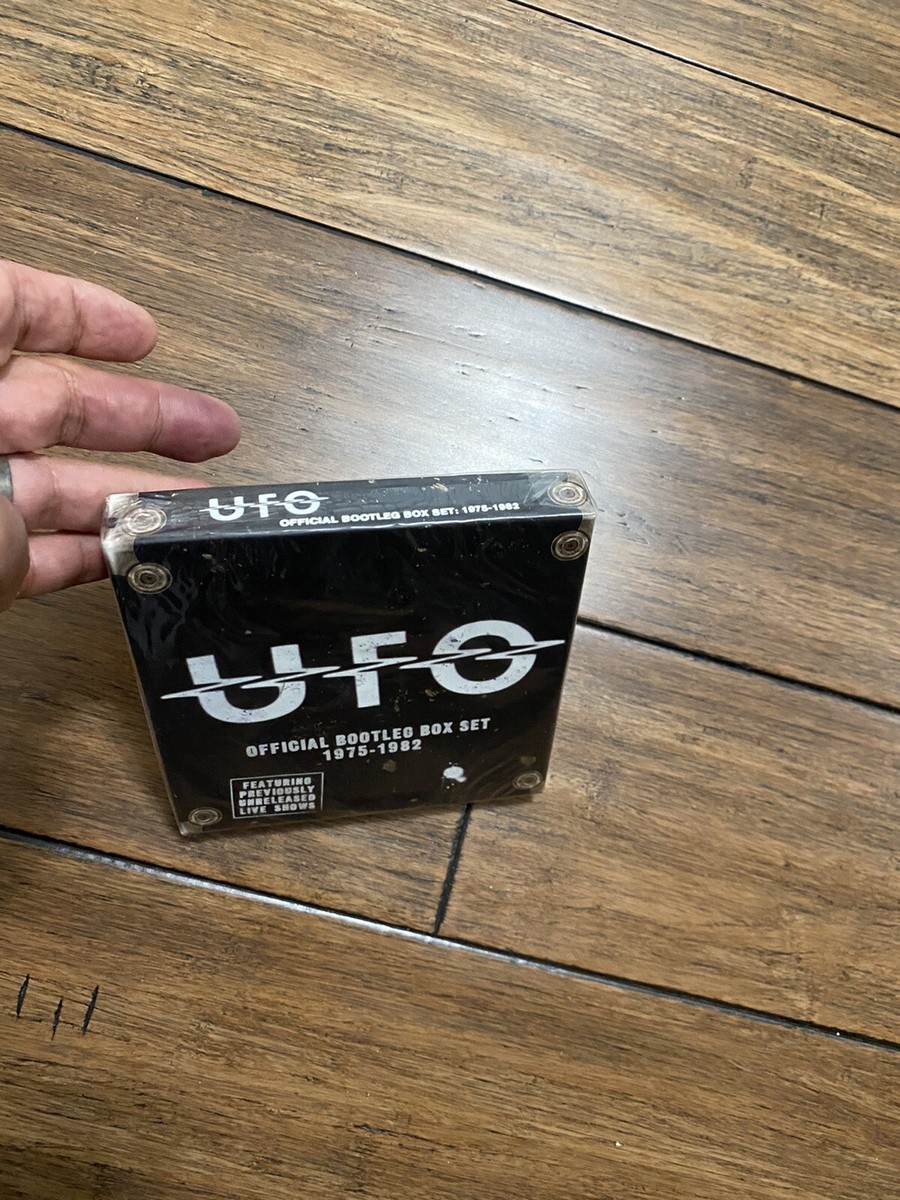 UFO
OFFICIAL BOOTLEG BOX SET: 1975-1982
UFO
OFFICIAL BOOTLEG BOX SET
1975-1982
FEATURING
PREVIOUSLY
UNRELEASED
LIVE SHOWS